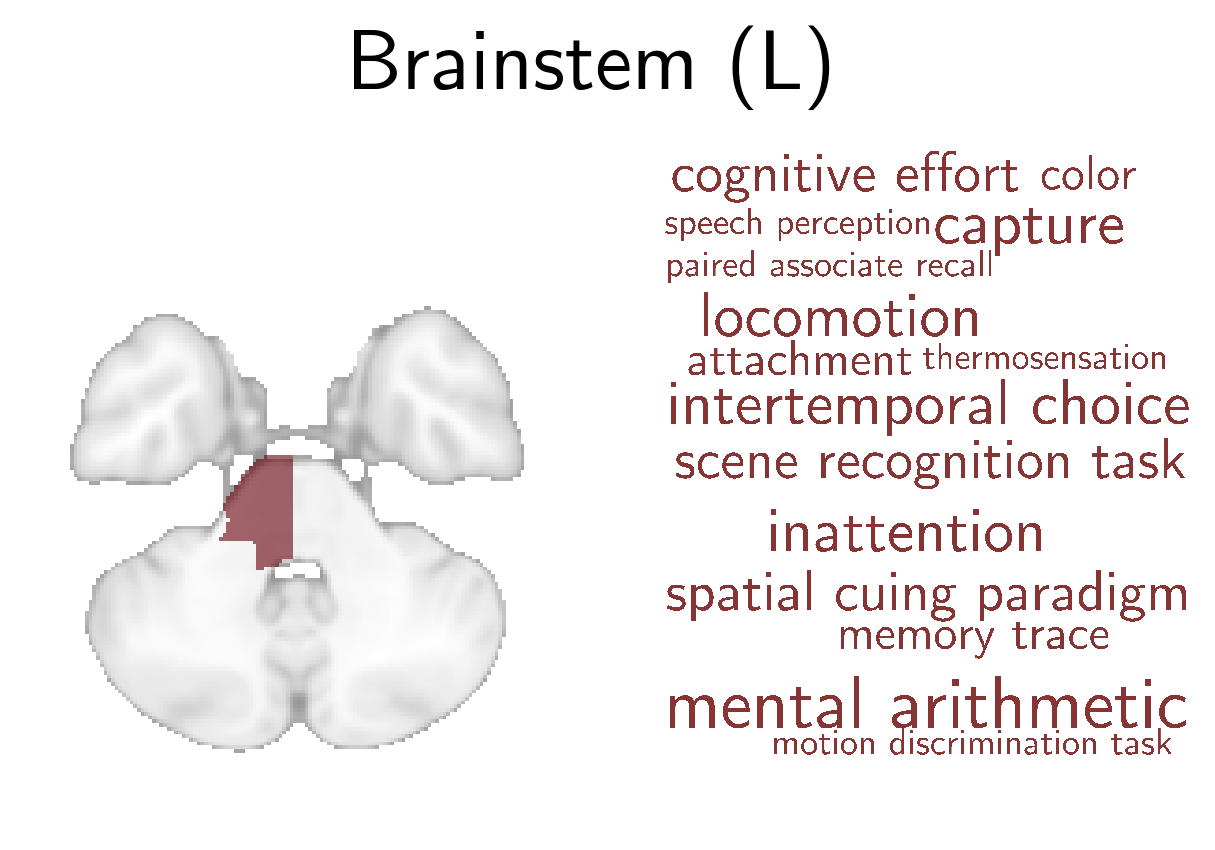 Brainstem (L)
cognitive effort color
speech perception capture
paired associate recall
locomotion
attachment thermosensation
intertemporal choice
scene recognition task
inattention
spatial cuing paradigm
memory trace
mental arithmetic
motion discrimination task